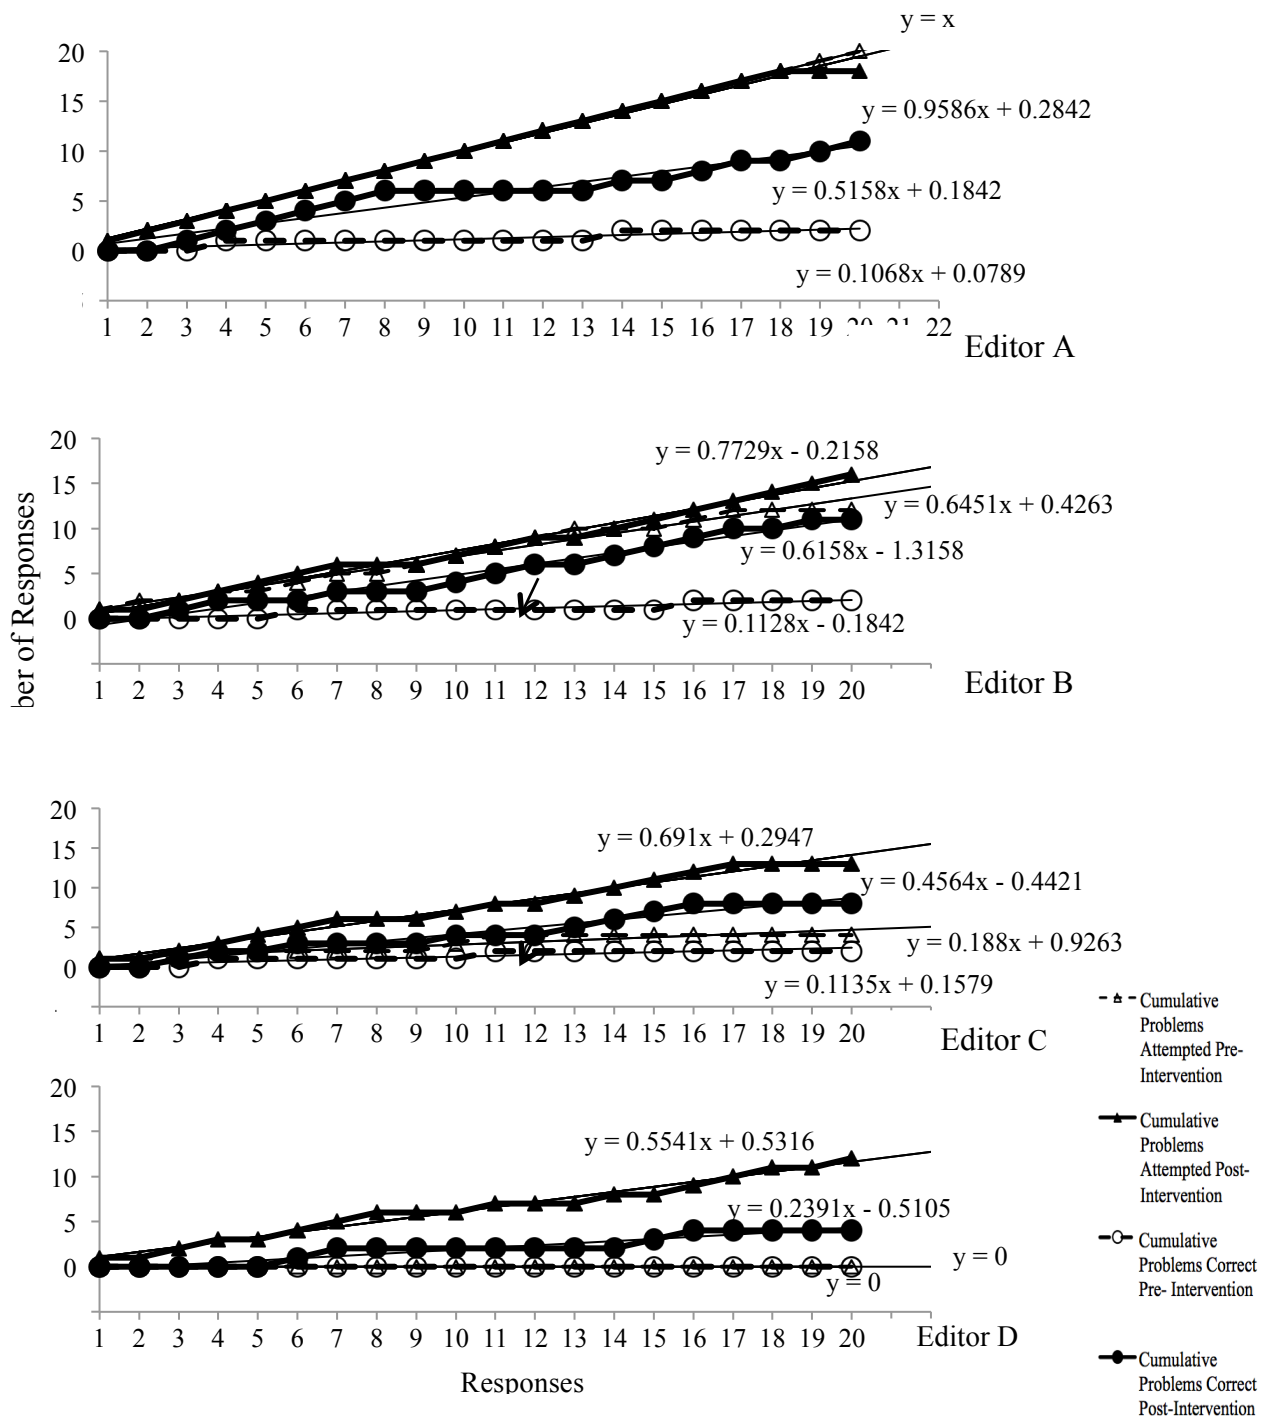 y = x
20
15
10
5
0
y = 0.9586x + 0.2842
y = 0.5158x + 0.1842
y = 0.1068x + 0.0789
1 2 3 4 5 6 7 8 9 10 11 12 13 14 15 16 17 18 19 20 21 22
Editor A
20
15
10
5
0
y = 0.7729x - 0.2158
y = 0.6451x + 0.4263
y = 0.6158x - 1.3158
y = 0.1128x - 0.1842
1 2 3 4 5 6 7 8 9 10 11 12 13 14 15 16 17 18 19 20
Editor B
ber of Responses
20
15
10
5
0
y = 0.691x + 0.2947
y = 0.4564x - 0.4421
y = 0.188x + 0.9263
y = 0.1135x + 0.1579
1 2 3 4 5 6 7 8 9 10 11 12 13 14 15 16 17 18 19 20
Editor C
20
15
10
5
0
y = 0.5541x + 0.5316
y = 0.2391x - 0.5105
y = 0
y = 0
1 2 3 4 5 6 7 8 9 10 11 12 13 14 15 16 17 18 19 20
Editor D
Responses
Cumulative
Problems
Attempted Pre-
Intervention
Cumulative
Problems
Attempted Post-
Intervention
Cumulative
Problems Correct
Pre- Intervention
Cumulative
Problems Correct
Post-Intervention